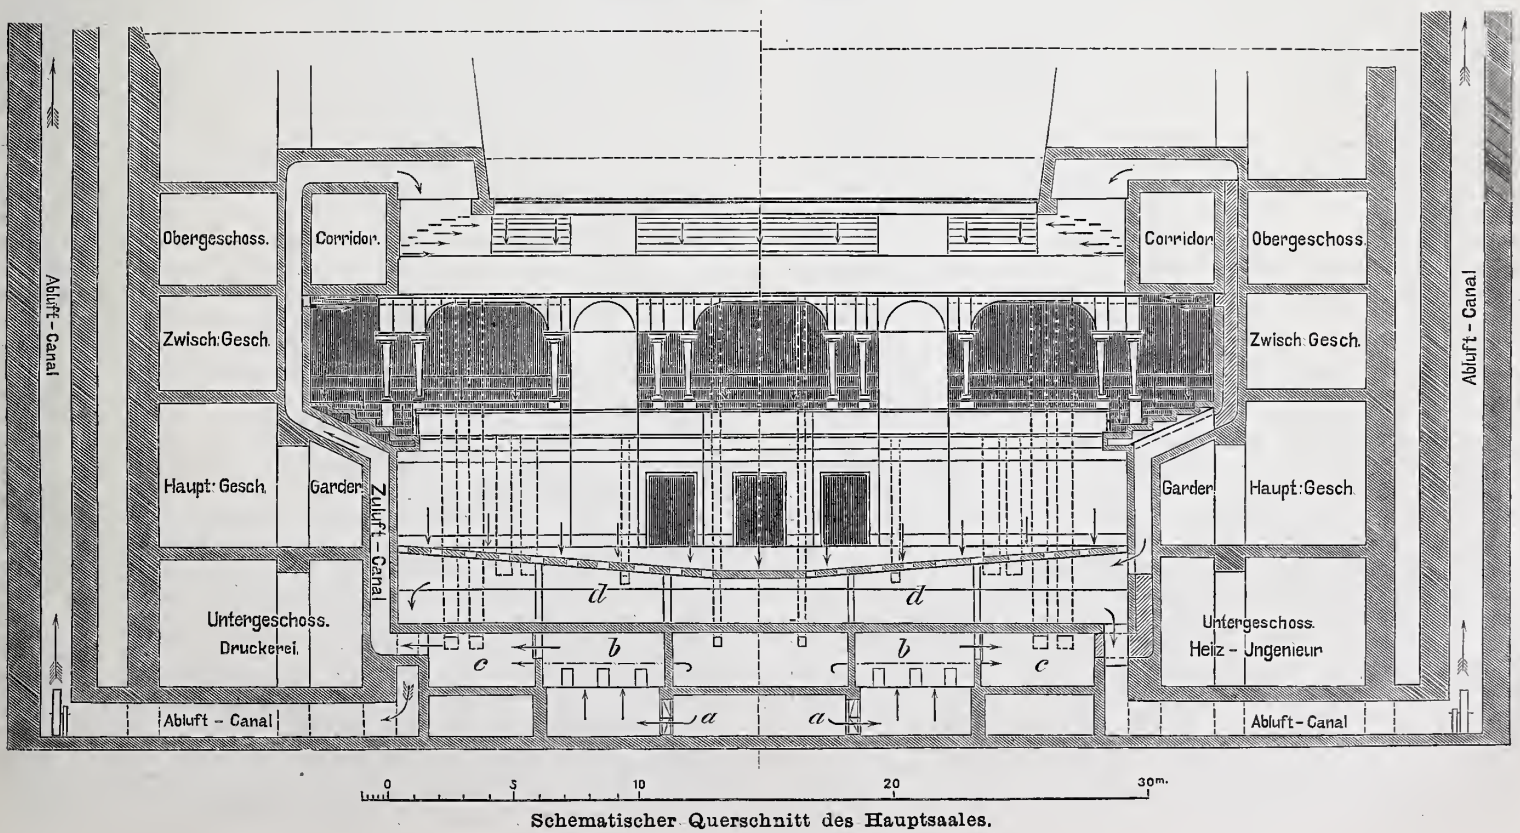 Obergeschoss.
Corridor.
Corridor
Obergeschoss.
Abluft-Canal
Abluft-Canal
Zwisch:Gesch.
Zwisch:Gesch.
Haupt:Gesch.
Garder.
Zuluft-Canal
Garder.
Haupt:Gesch.
d
d
Untergeschoss.
Druckerei.
c
b
b
c
Untergeschoss.
Heiz-Jngenieur
Abluft-Canal
a
a
Abluft-Canal
0 5 10 20 30m.
Schematischer Querschnitt des Hauptsaales.